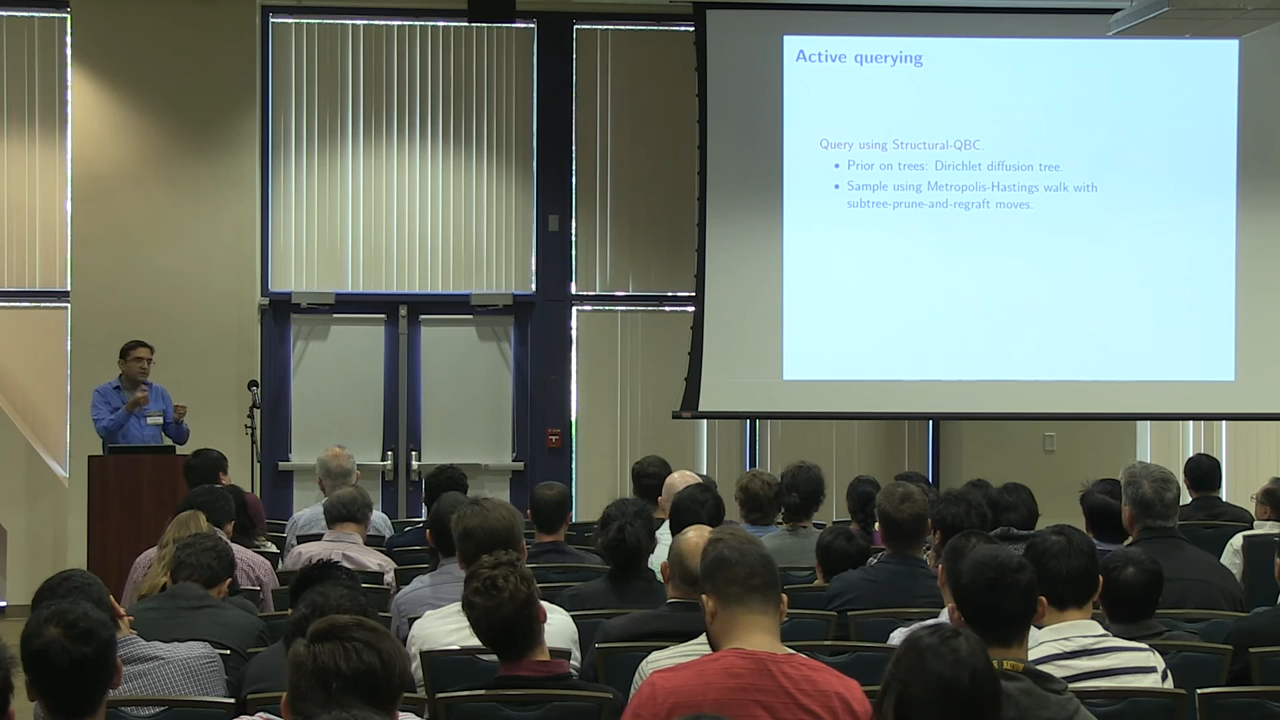 Active querying
Query using Structural-QBC.
• Prior on trees: Dirichlet diffusion tree.
• Sample using Metropolis-Hastings walk with
subtree-prune-and-regraft moves.